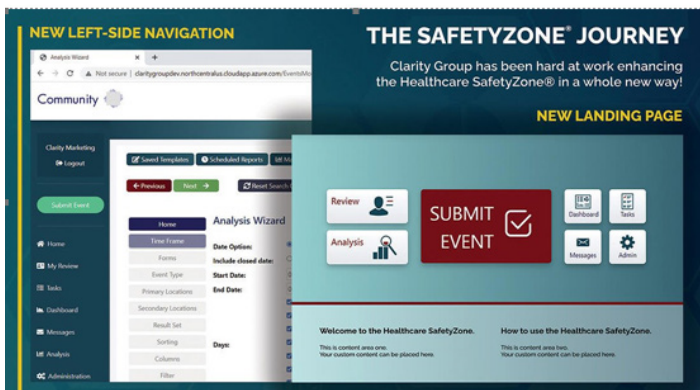 NEW LEFT-SIDE NAVIGATION
Analysis Wizard
Not secure | claritygroupdev.northcentralus.cloudapp.azure.com/EventsMo
Community
Clarity Marketing
Logout
Submit Event
Home
My Review
Tasks
Dashboard
Messages
Analysis
Administration
Saved Templates
Scheduled Reports
Previous
Next
Reset Search
Home
Time Frame
Forms
Event Type
Primary Locations
Secondary Locations
Result Set
Sorting
Columns
Filter
Analysis Wizard
Date Option:
Include closed date:
Start Date:
End Date:
Days:
THE SAFETYZONE® JOURNEY
Clarity Group has been hard at work enhancing
the Healthcare SafetyZone® in a whole new way!
NEW LANDING PAGE
Review
Analysis
SUBMIT
EVENT
Dashboard
Tasks
Messages
Admin
Welcome to the Healthcare SafetyZone.
This is content area one.
Your custom content can be placed here.
How to use the Healthcare SafetyZone.
This is content area two.
Your custom content can be placed here.